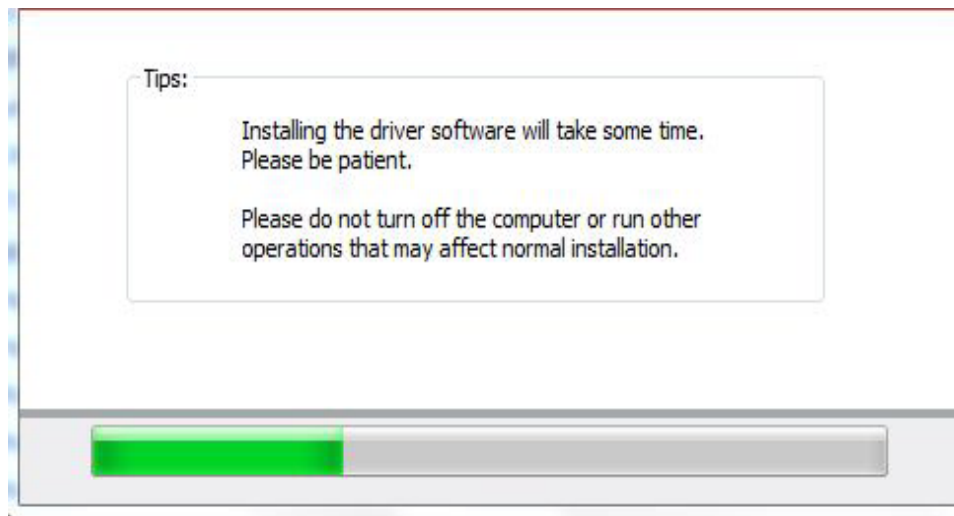 Tips:
Installing the driver software will take some time.
Please be patient.
Please do not turn off the computer or run other
operations that may affect normal installation.